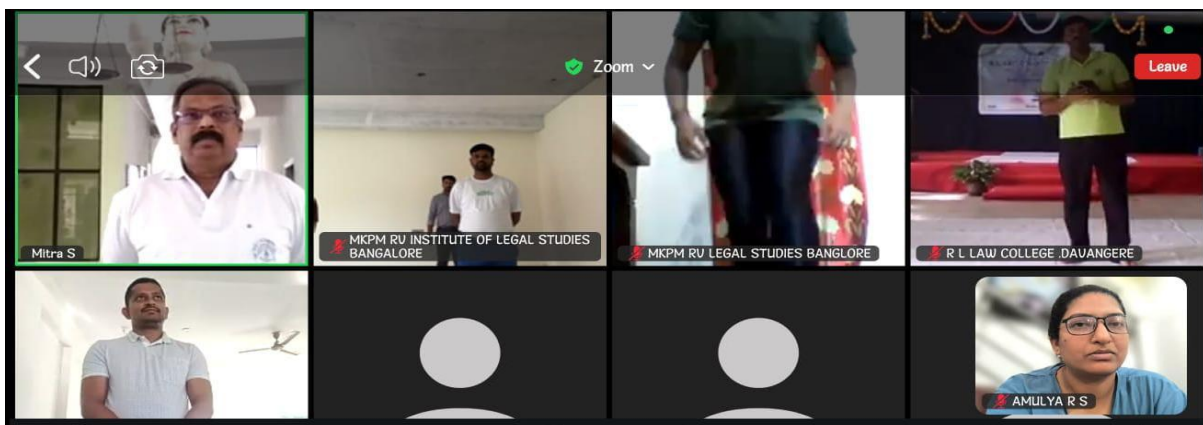 Zoom
Leave
Mitra S
MKPM RV INSTITUTE OF LEGAL STUDIES
BANGALORE
MKPM RV LEGAL STUDIES BANGLORE
R L LAW COLLEGE .DAVANGERE
AMULYA R S